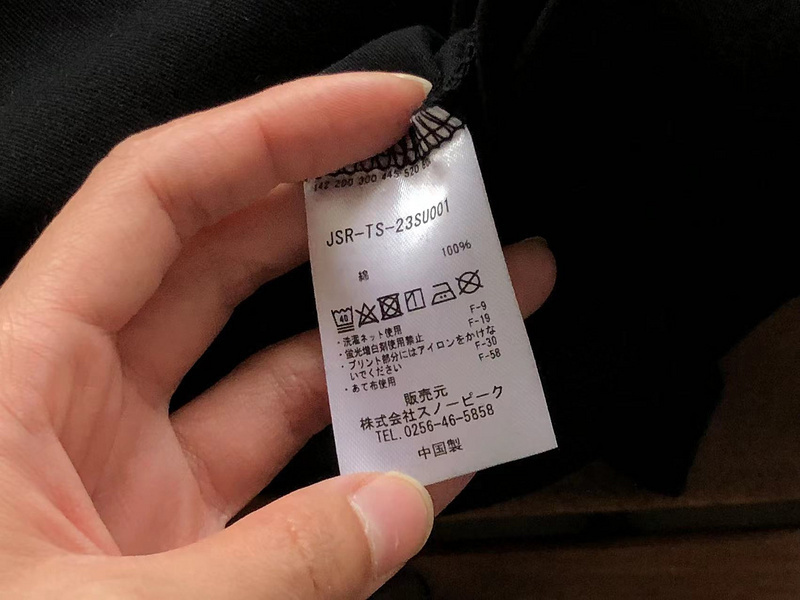 JSR-TS-23SU001
綿 100%
40
・洗濯ネット使用 F-9
・蛍光増白剤使用禁止 F-19
・プリント部分にはアイロンをかけな
いでください F-30
・あて布使用 F-58
販売元
株式会社スノーピーク
TEL.0256-46-5858
中国製